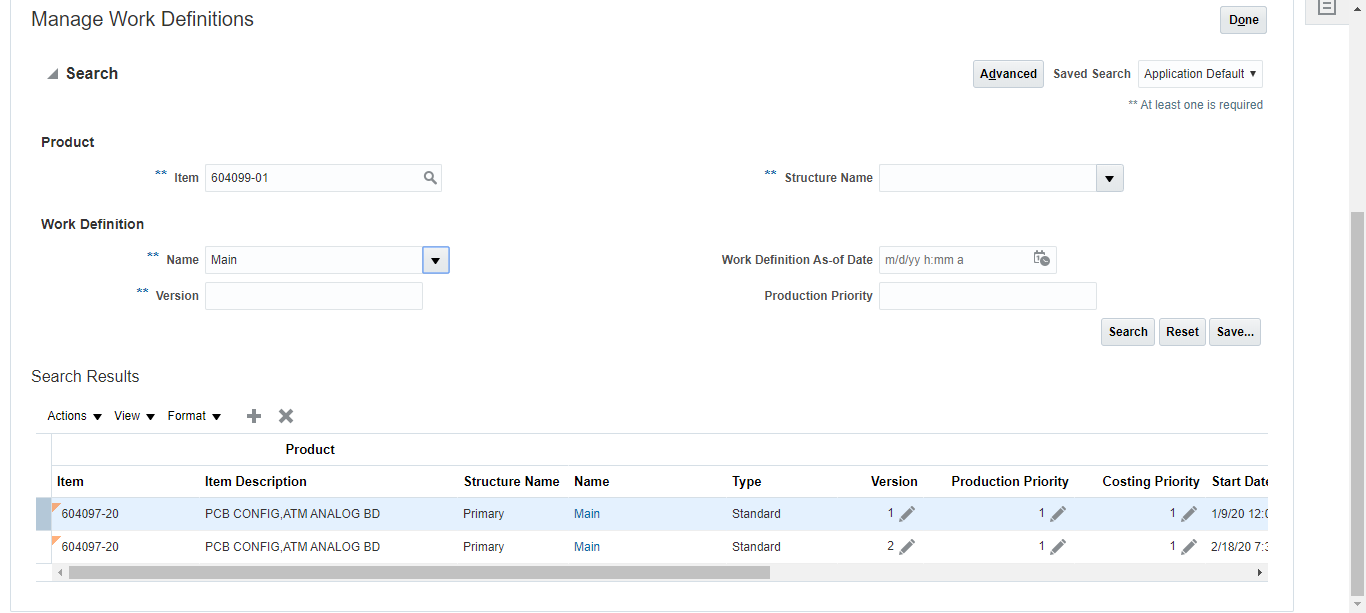 Manage Work Definitions
Done
Search
Advanced Saved Search Application Default
** At least one is required
Product
** Item 604099-01
** Structure Name
Work Definition
** Name Main
Work Definition As-of Date m/d/yy h:mm a
** Version
Production Priority
Search Reset Save...
Search Results
Actions View Format
Product
Item Item Description Structure Name Name Type Version Production Priority Costing Priority Start Date
604097-20 PCB CONFIG,ATM ANALOG BD Primary Main Standard 1 1 1 1/9/20 12:0
604097-20 PCB CONFIG,ATM ANALOG BD Primary Main Standard 2 1 1 2/18/20 7:3